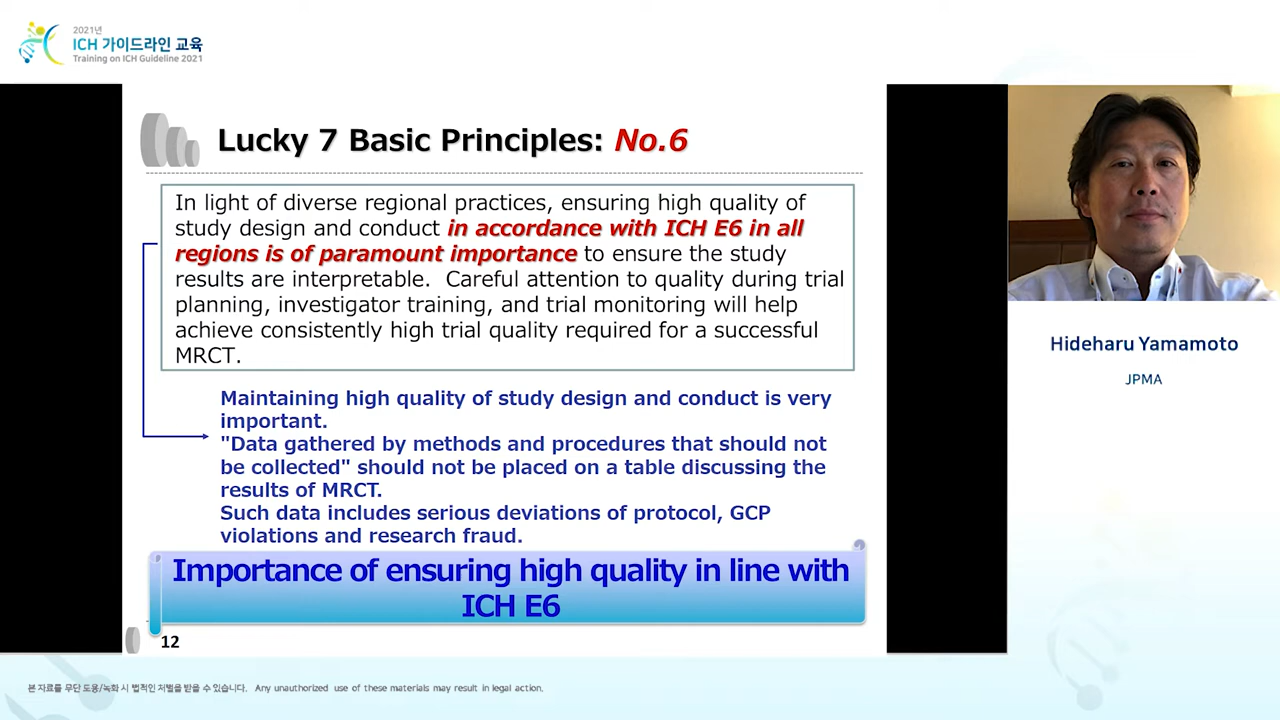 2021년
ICH 가이드라인 교육
Training on ICH Guideline 2021
Lucky 7 Basic Principles: No.6
In light of diverse regional practices, ensuring high quality of
study design and conduct in accordance with ICH E6 in all
regions is of paramount importance to ensure the study
results are interpretable.  Careful attention to quality during trial
planning, investigator training, and trial monitoring will help
achieve consistently high trial quality required for a successful
MRCT.
Maintaining high quality of study design and conduct is very
important.
"Data gathered by methods and procedures that should not
be collected" should not be placed on a table discussing the
results of MRCT.
Such data includes serious deviations of protocol, GCP
violations and research fraud.
Importance of ensuring high quality in line with
ICH E6
12
Hideharu Yamamoto
JPMA
본 자료를 무단 도용/녹화 시 법적인 처벌을 받을 수 있습니다.  Any unauthorized use of these materials may result in legal action.